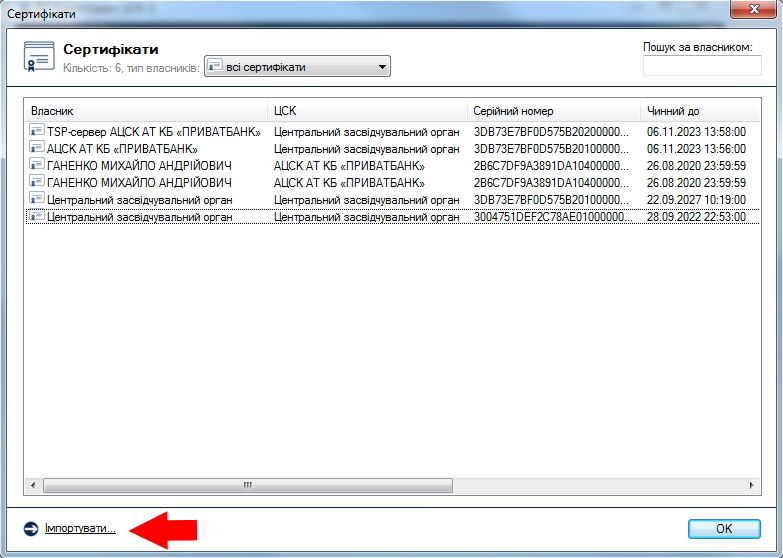 Сертифікати
Сертифікати
Кількість: 6, тип власників: всі сертифікати
Пошук за власником:
Власник ЦСК Серійний номер Чинний до
TSP-сервер АЦСК АТ КБ «ПРИВАТБАНК» Центральний засвідчувальний орган 3DB73E7BF0D575B20200000... 06.11.2023 13:58:00
АЦСК АТ КБ «ПРИВАТБАНК» Центральний засвідчувальний орган 3DB73E7BF0D575B20100000... 06.11.2023 13:56:00
ГАНЕНКО МИХАЙЛО АНДРІЙОВИЧ АЦСК АТ КБ «ПРИВАТБАНК» 2B6C7DF9A3891DA10400000... 26.08.2020 23:59:59
ГАНЕНКО МИХАЙЛО АНДРІЙОВИЧ АЦСК АТ КБ «ПРИВАТБАНК» 2B6C7DF9A3891DA10400000... 26.08.2020 23:59:59
Центральний засвідчувальний орган Центральний засвідчувальний орган 3DB73E7BF0D575B20100000... 22.09.2027 10:19:00
Центральний засвідчувальний орган Центральний засвідчувальний орган 3004751DEF2C78AE01000000... 28.09.2022 22:53:00
Імпортувати...
OK